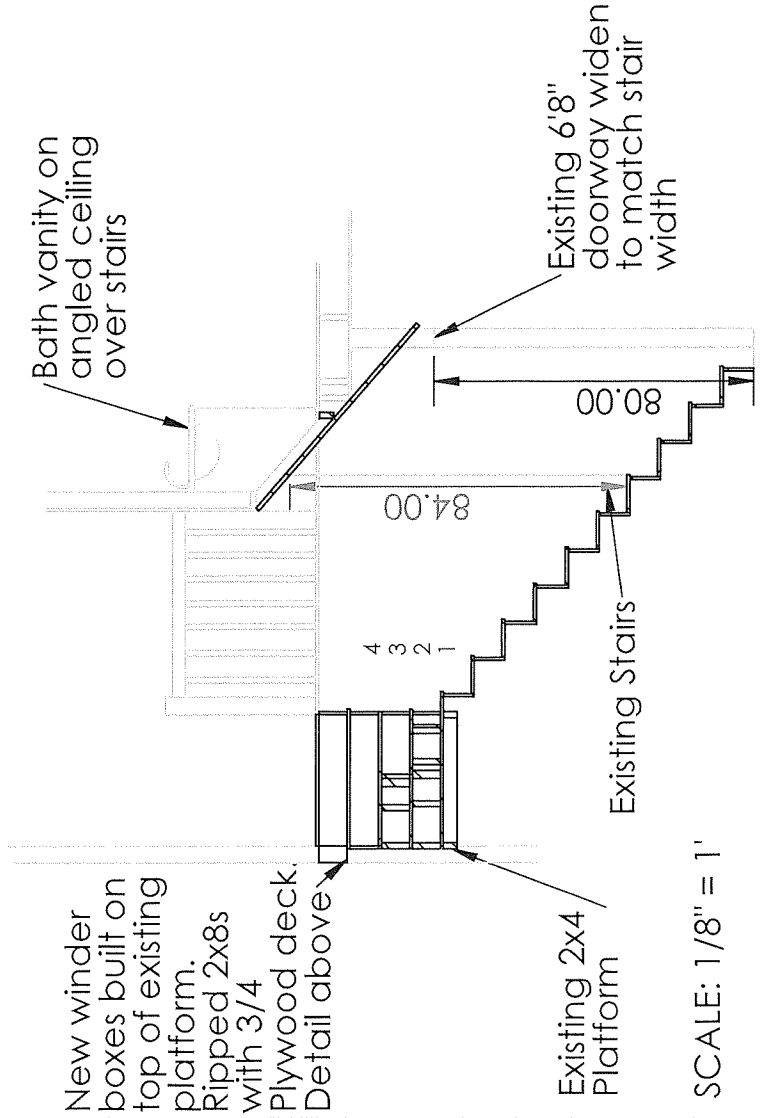 Bath vanity on
angled ceiling
over stairs
Existing 6'8"
doorway widen
to match stair
width
80.00
84.00
4
3
2
1
Existing Stairs
New winder
boxes built on
top of existing
platform.
Ripped 2x8s
with 3/4
Plywood deck.
Detail above
Existing 2x4
Platform
SCALE: 1/8" = 1'